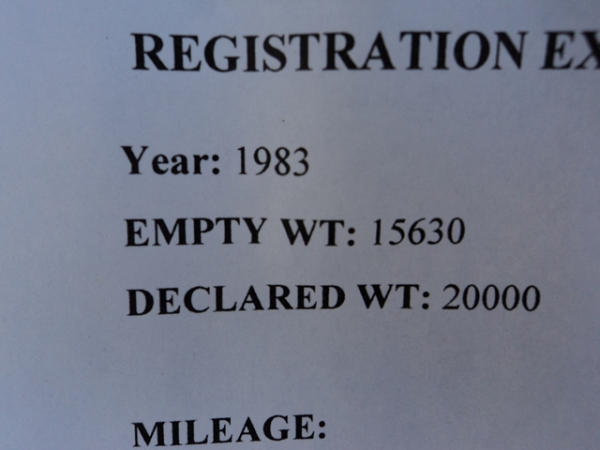 REGISTRATION EX
Year: 1983
EMPTY WT: 15630
DECLARED WT: 20000
MILEAGE: